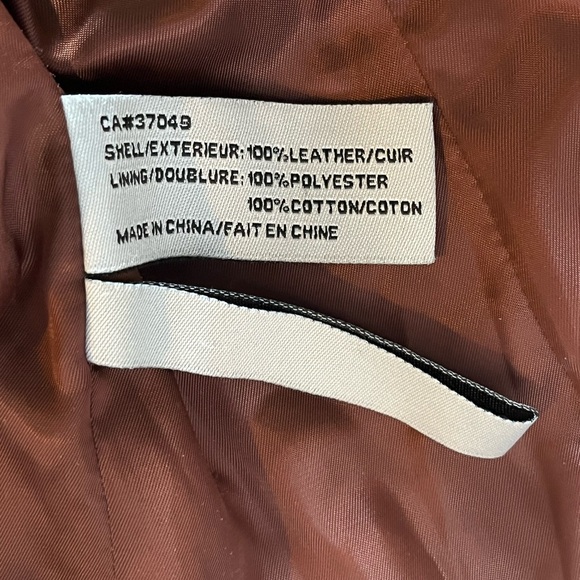 CA#37049
SHELL/EXTERIEUR: 100%LEATHER/CUIR
LINING/DOUBLURE: 100%POLYESTER
100%COTTON/COTON
MADE IN CHINA/FAIT EN CHINE